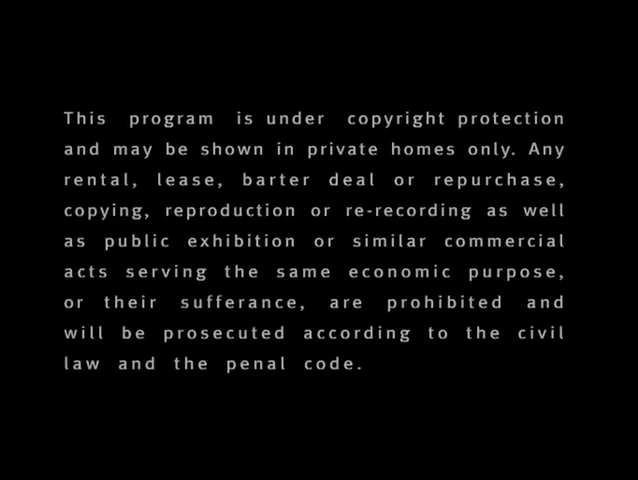 This program is under copyright protection
and may be shown in private homes only. Any
rental, lease, barter deal or repurchase,
copying, reproduction or re-recording as well
as public exhibition or similar commercial
acts serving the same economic purpose,
or their sufferance, are prohibited and
will be prosecuted according to the civil
law and the penal code.